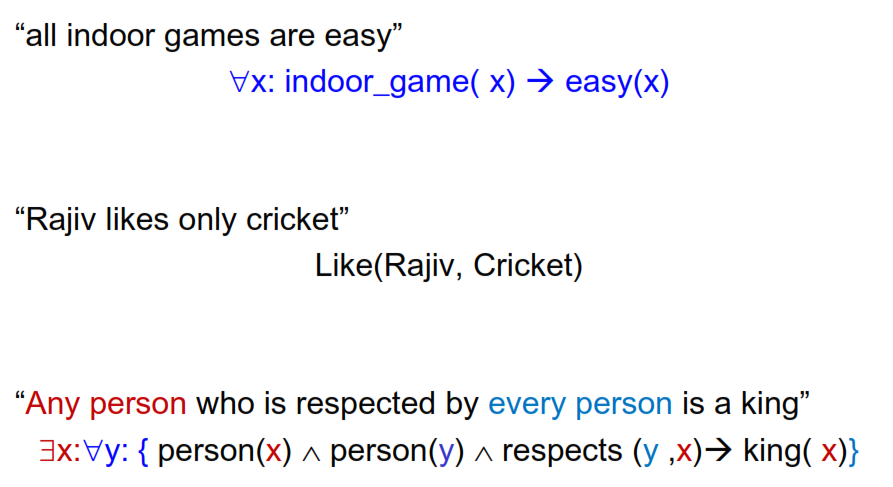 “all indoor games are easy”
∀x: indoor_game( x) → easy(x)
“Rajiv likes only cricket”
Like(Rajiv, Cricket)
“Any person who is respected by every person is a king”
∃x:∀y: { person(x) ∧ person(y) ∧ respects (y ,x)→ king( x)}